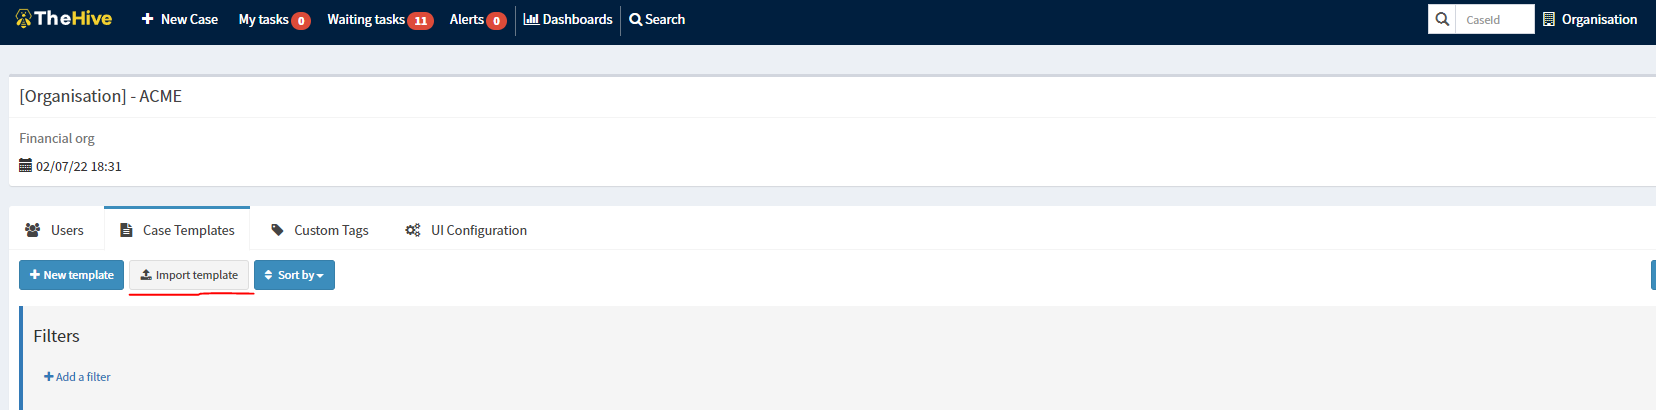 TheHive + New Case My tasks 0 Waiting tasks 11 Alerts 0 Dashboards Search CaseId Organisation
[Organisation] - ACME
Financial org
02/07/22 18:31
Users Case Templates Custom Tags UI Configuration
+ New template Import template Sort by
Filters
+ Add a filter